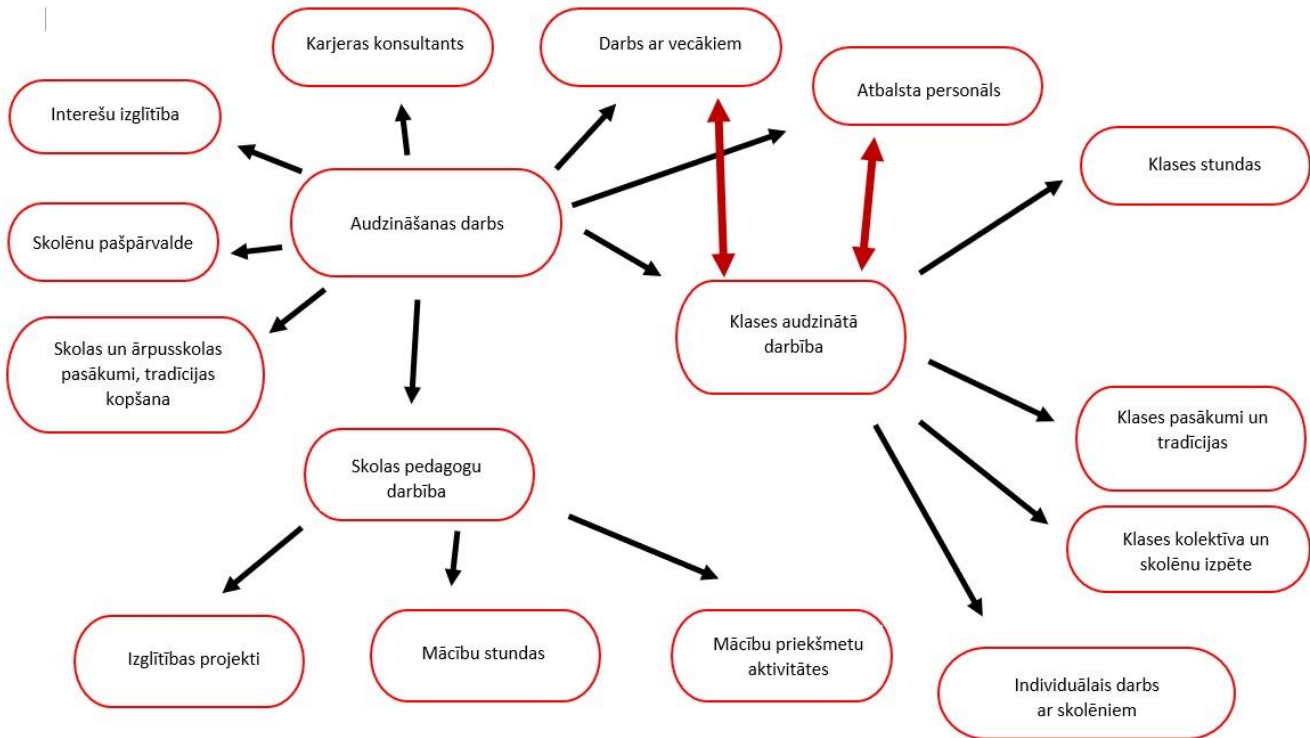 Karjeras konsultants
Darbs ar vecākiem
Atbalsta personāls
Interešu izglītība
Klases stundas
Audzināšanas darbs
Skolēnu pašpārvalde
Klases audzinātā
darbība
Skolas un ārpusskolas
pasākumi, tradīcijas
kopšana
Klases pasākumi un
tradīcijas
Skolas pedagogu
darbība
Klases kolektīva un
skolēnu izpēte
Izglītības projekti
Mācību stundas
Mācību priekšmetu
aktivitātes
Individuālais darbs
ar skolēniem